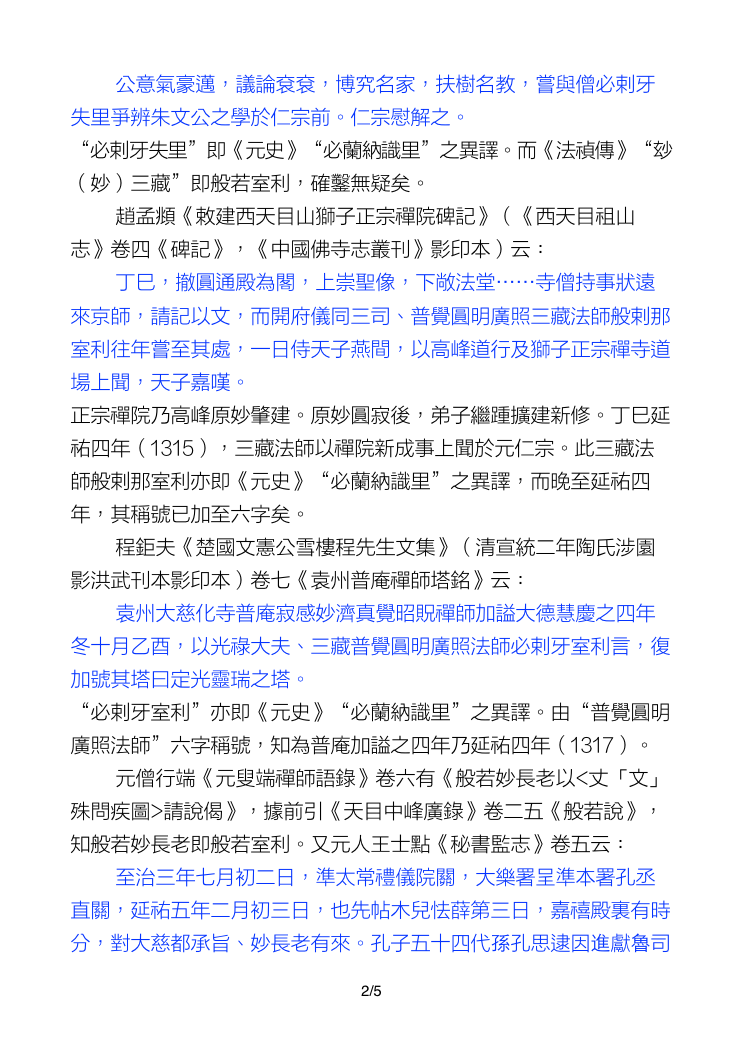 公意氣豪邁，議論袞袞，博究名家，扶樹名教，嘗與僧必剌牙
失里爭辨朱文公之學於仁宗前。仁宗慰解之。
“必剌牙失里”即《元史》“必蘭納識里”之異譯。而《法禎傳》“玅
（妙）三藏”即般若室利，確鑿無疑矣。
趙孟頫《敕建西天目山獅子正宗禪院碑記》（《西天目祖山
志》卷四《碑記》，《中國佛寺志叢刊》影印本）云：
丁巳，撤圓通殿為閣，上崇聖像，下敞法堂……寺僧持事狀遠
來京師，請記以文，而開府儀同三司、普覺圓明廣照三藏法師般剌那
室利往年嘗至其處，一日侍天子燕間，以高峰道行及獅子正宗禪寺道
場上聞，天子嘉嘆。
正宗禪院乃高峰原妙肇建。原妙圓寂後，弟子繼踵擴建新修。丁巳延
祐四年（1315），三藏法師以禪院新成事上聞於元仁宗。此三藏法
師般剌那室利亦即《元史》“必蘭納識里”之異譯，而晚至延祐四
年，其稱號已加至六字矣。
程鉅夫《楚國文憲公雪樓程先生文集》（清宣統二年陶氏涉園
影洪武刊本影印本）卷七《袁州普庵禪師塔銘》云：
袁州大慈化寺普庵寂感妙濟真覺昭貺禪師加謚大德慧慶之四年
冬十月乙酉，以光祿大夫、三藏普覺圓明廣照法師必剌牙室利言，復
加號其塔曰定光靈瑞之塔。
“必剌牙室利”亦即《元史》“必蘭納識里”之異譯。由“普覺圓明
廣照法師”六字稱號，知為普庵加謚之四年乃延祐四年（1317）。
元僧行端《元叟端禪師語錄》卷六有《般若妙長老以<丈「文」
殊問疾圖>請說偈》，據前引《天目中峰廣錄》卷二五《般若說》，
知般若妙長老即般若室利。又元人王士點《秘書監志》卷五云：
至治三年七月初二日，準太常禮儀院關，大樂署呈準本署孔丞
直關，延祐五年二月初三日，也先帖木兒怯薛第三日，嘉禧殿裏有時
分，對大慈都承旨、妙長老有來。孔子五十四代孫孔思逮因進獻魯司
2/5